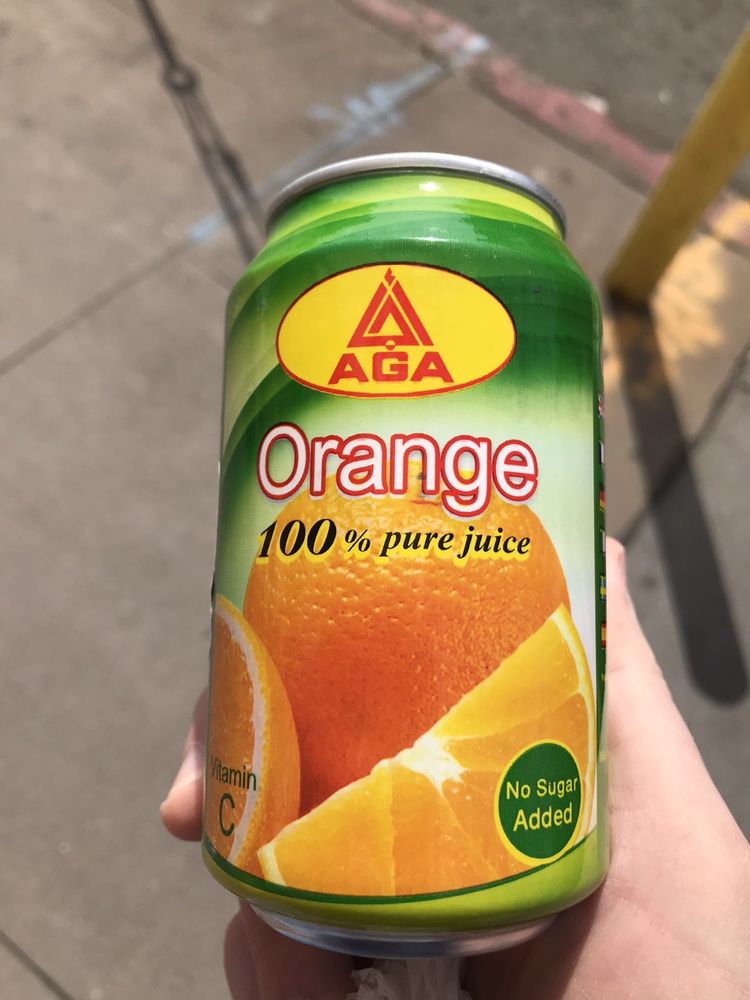 AGA
Orange
100% pure juice
Vitamin
C
No Sugar
Added